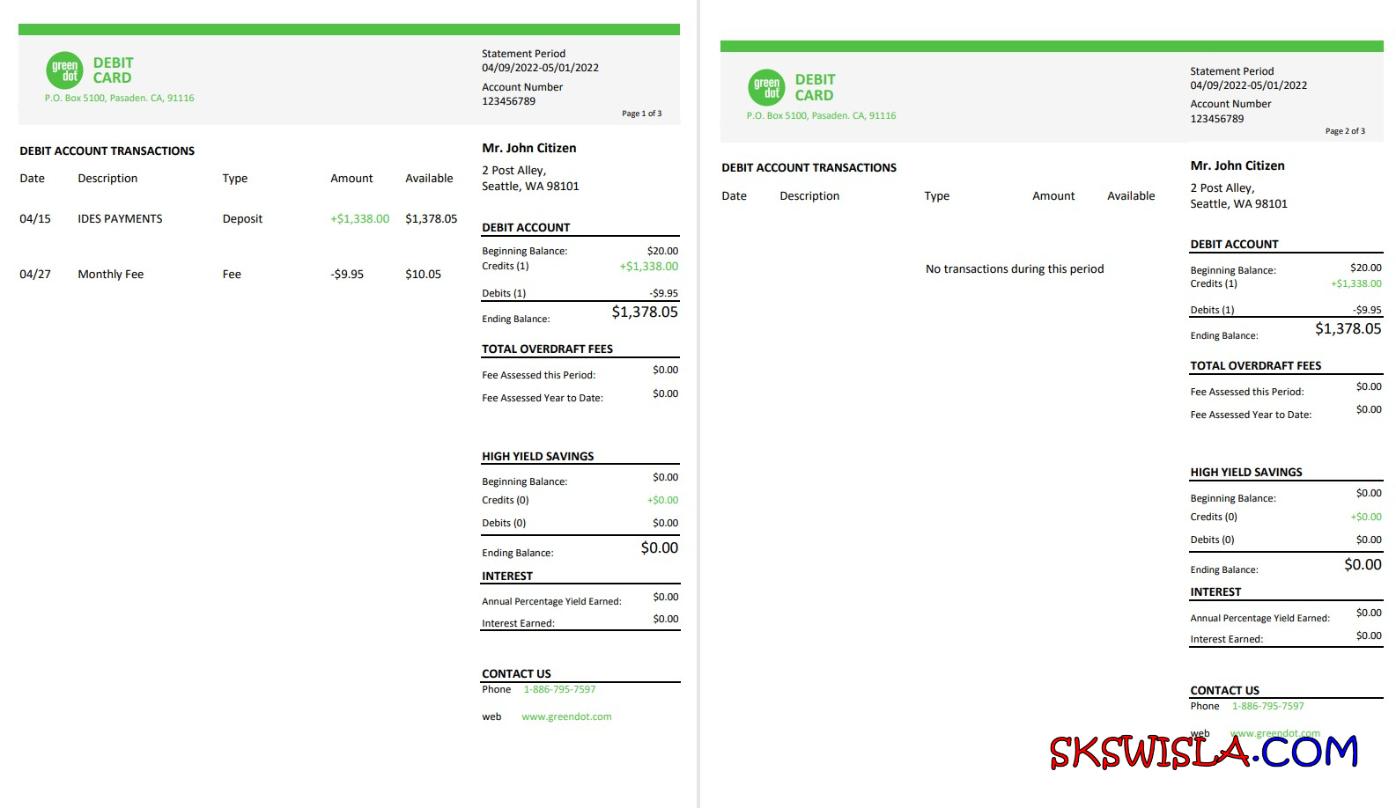 green dot DEBIT CARD
P.O. Box 5100, Pasaden. CA, 91116
Statement Period
04/09/2022-05/01/2022
Account Number
123456789
Page 1 of 3
DEBIT ACCOUNT TRANSACTIONS
Date Description Type Amount Available
04/15 IDES PAYMENTS Deposit +$1,338.00 $1,378.05
04/27 Monthly Fee Fee -$9.95 $10.05
Mr. John Citizen
2 Post Alley,
Seattle, WA 98101
DEBIT ACCOUNT
Beginning Balance: $20.00
Credits (1) +$1,338.00
Debits (1) -$9.95
Ending Balance: $1,378.05
TOTAL OVERDRAFT FEES
Fee Assessed this Period: $0.00
Fee Assessed Year to Date: $0.00
HIGH YIELD SAVINGS
Beginning Balance: $0.00
Credits (0) +$0.00
Debits (0) $0.00
Ending Balance: $0.00
INTEREST
Annual Percentage Yield Earned: $0.00
Interest Earned: $0.00
CONTACT US
Phone 1-886-795-7597
web www.greendot.com
green dot DEBIT CARD
P.O. Box 5100, Pasaden. CA, 91116
Statement Period
04/09/2022-05/01/2022
Account Number
123456789
Page 2 of 3
DEBIT ACCOUNT TRANSACTIONS
Date Description Type Amount Available
No transactions during this period
Mr. John Citizen
2 Post Alley,
Seattle, WA 98101
DEBIT ACCOUNT
Beginning Balance: $20.00
Credits (1) +$1,338.00
Debits (1) -$9.95
Ending Balance: $1,378.05
TOTAL OVERDRAFT FEES
Fee Assessed this Period: $0.00
Fee Assessed Year to Date: $0.00
HIGH YIELD SAVINGS
Beginning Balance: $0.00
Credits (0) +$0.00
Debits (0) $0.00
Ending Balance: $0.00
INTEREST
Annual Percentage Yield Earned: $0.00
Interest Earned: $0.00
CONTACT US
Phone 1-886-795-7597
web www.greendot.com
SKSWISLA.COM